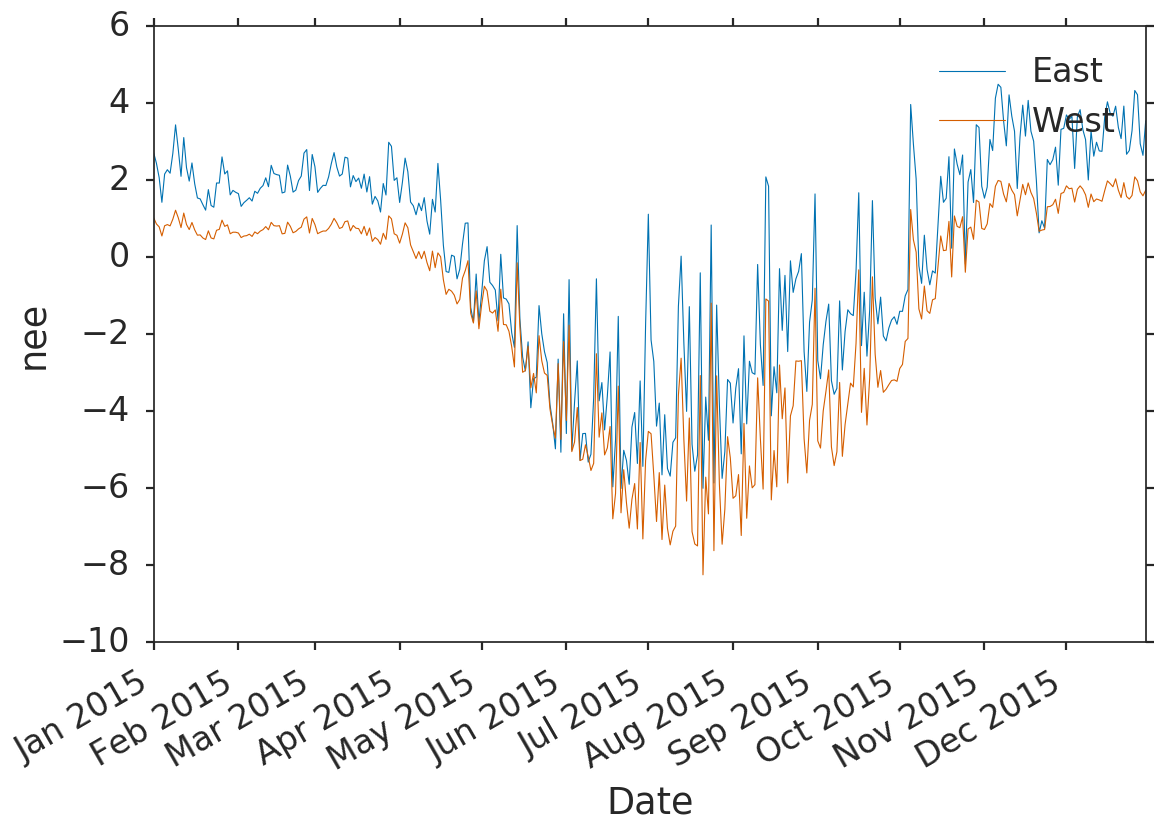 6
4
2
0
−2
−4
−6
−8
−10
nee
East
West
Jan 2015
Feb 2015
Mar 2015
Apr 2015
May 2015
Jun 2015
Jul 2015
Aug 2015
Sep 2015
Oct 2015
Nov 2015
Dec 2015
Date